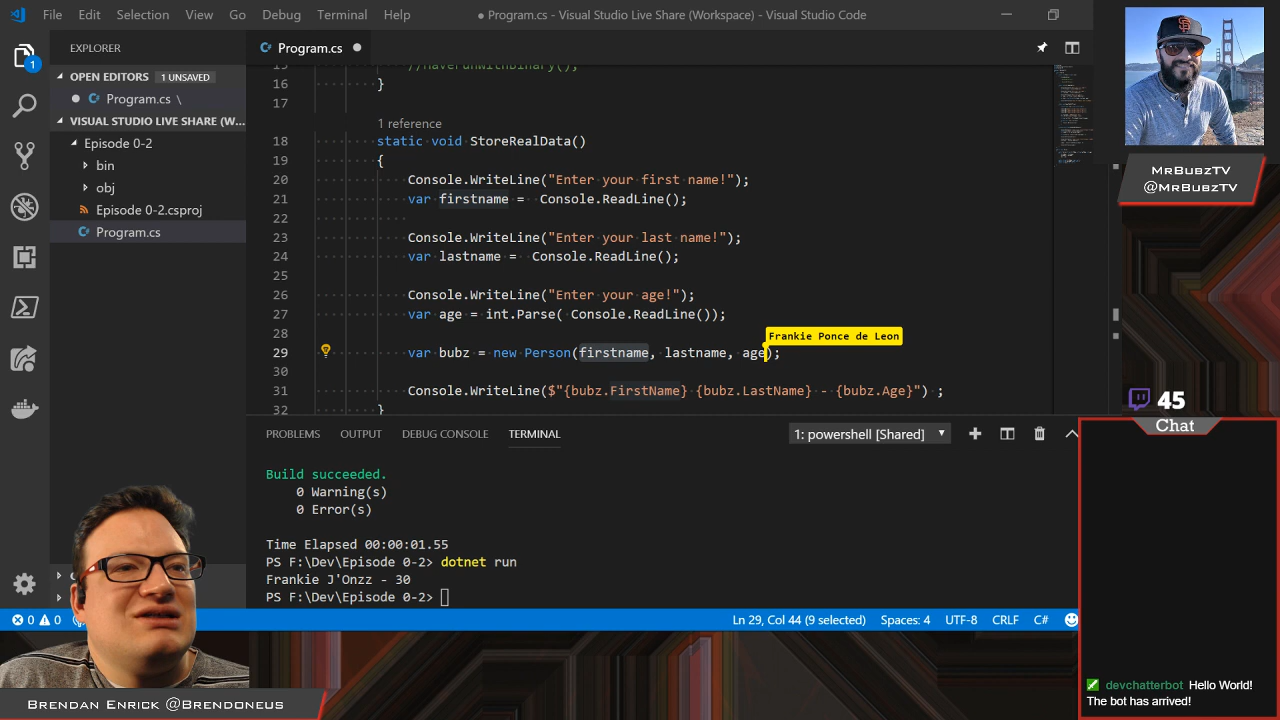 File Edit Selection View Go Debug Terminal Help
● Program.cs - Visual Studio Live Share (Workspace) - Visual Studio Code
EXPLORER
OPEN EDITORS 1 UNSAVED
Program.cs \
VISUAL STUDIO LIVE SHARE (W...
Episode 0-2
bin
obj
Episode 0-2.csproj
Program.cs
1
Program.cs
15 //HaveFunWithBinary();
16 }
17
1 reference
18 static void StoreRealData()
19 {
20 Console.WriteLine("Enter your first name!");
21 var firstname = Console.ReadLine();
22
23 Console.WriteLine("Enter your last name!");
24 var lastname = Console.ReadLine();
25
26 Console.WriteLine("Enter your age!");
27 var age = int.Parse( Console.ReadLine());
28
Frankie Ponce de Leon
29 var bubz = new Person(firstname, lastname, age);
30
31 Console.WriteLine($"{bubz.FirstName} {bubz.LastName} - {bubz.Age}") ;
32 }
PROBLEMS OUTPUT DEBUG CONSOLE TERMINAL
1: powershell [Shared]
Build succeeded.
0 Warning(s)
0 Error(s)
Time Elapsed 00:00:01.55
PS F:\Dev\Episode 0-2> dotnet run
Frankie J'Onzz - 30
PS F:\Dev\Episode 0-2>
0 0
Ln 29, Col 44 (9 selected) Spaces: 4 UTF-8 CRLF C#
MrBubzTV
@MrBubzTV
45
Chat
devchatterbot Hello World!
The bot has arrived!
Brendan Enrick @Brendoneus